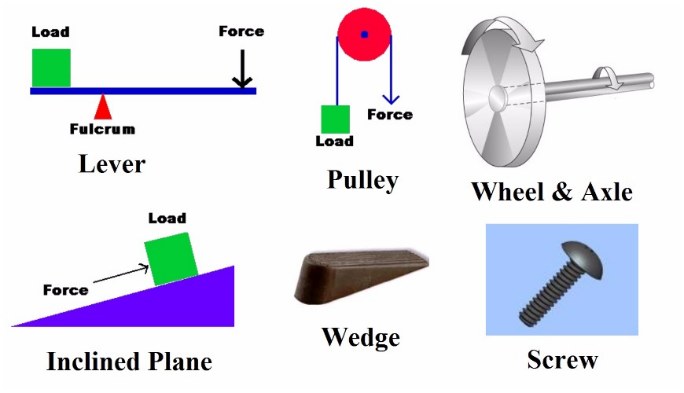 Load
Force
Fulcrum
Lever
Force
Load
Pulley
Wheel & Axle
Load
Force
Inclined Plane
Wedge
Screw